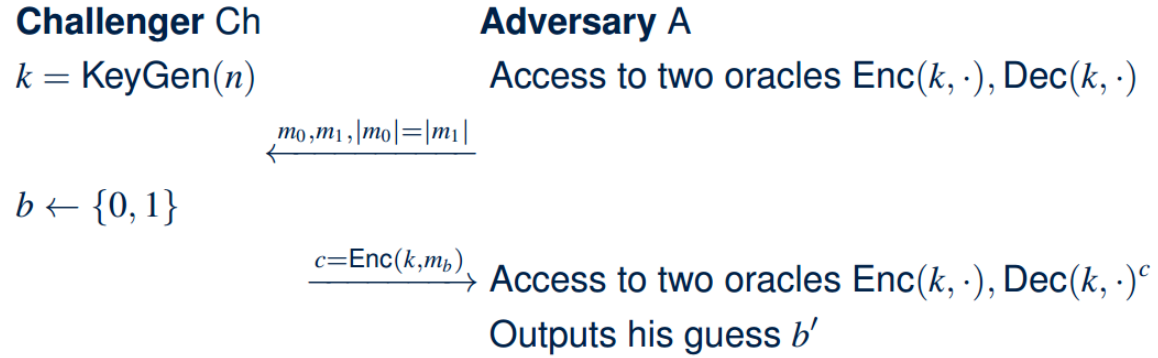 Challenger Ch Adversary A
k = KeyGen(n) Access to two oracles Enc(k, ·), Dec(k, ·)
m₀,m₁,|m₀|=|m₁|
b ← {0, 1}
c=Enc(k,m_b)
Access to two oracles Enc(k, ·), Dec(k, ·)ᶜ
Outputs his guess b′